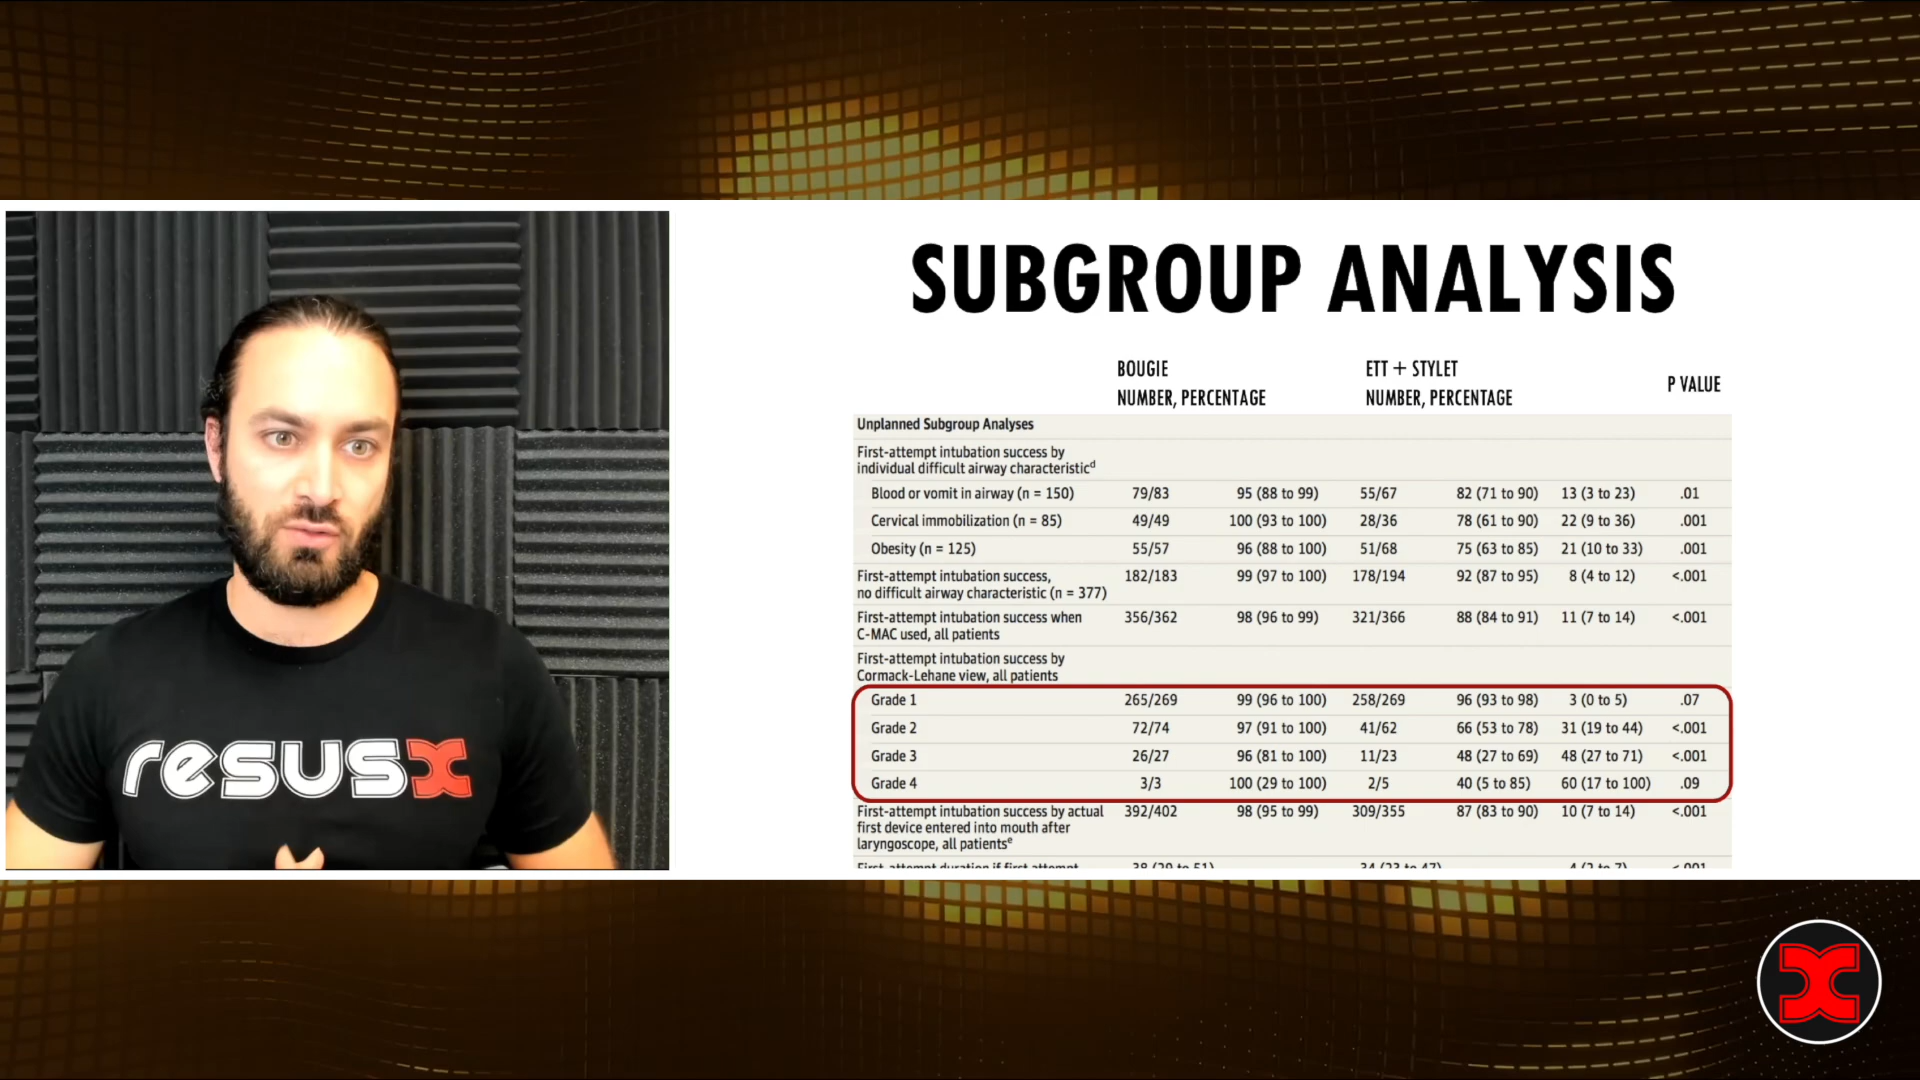 SUBGROUP ANALYSIS
BOUGIE
NUMBER, PERCENTAGE
ETT + STYLET
NUMBER, PERCENTAGE
P VALUE
Unplanned Subgroup Analyses
First-attempt intubation success by
individual difficult airway characteristicᵈ
Blood or vomit in airway (n = 150) 79/83 95 (88 to 99) 55/67 82 (71 to 90) 13 (3 to 23) .01
Cervical immobilization (n = 85) 49/49 100 (93 to 100) 28/36 78 (61 to 90) 22 (9 to 36) .001
Obesity (n = 125) 55/57 96 (88 to 100) 51/68 75 (63 to 85) 21 (10 to 33) .001
First-attempt intubation success, 182/183 99 (97 to 100) 178/194 92 (87 to 95) 8 (4 to 12) <.001
no difficult airway characteristic (n = 377)
First-attempt intubation success when 356/362 98 (96 to 99) 321/366 88 (84 to 91) 11 (7 to 14) <.001
C-MAC used, all patients
First-attempt intubation success by
Cormack-Lehane view, all patients
Grade 1 265/269 99 (96 to 100) 258/269 96 (93 to 98) 3 (0 to 5) .07
Grade 2 72/74 97 (91 to 100) 41/62 66 (53 to 78) 31 (19 to 44) <.001
Grade 3 26/27 96 (81 to 100) 11/23 48 (27 to 69) 48 (27 to 71) <.001
Grade 4 3/3 100 (29 to 100) 2/5 40 (5 to 85) 60 (17 to 100) .09
First-attempt intubation success by actual 392/402 98 (95 to 99) 309/355 87 (83 to 90) 10 (7 to 14) <.001
first device entered into mouth after
laryngoscope, all patientsᵉ
resusx